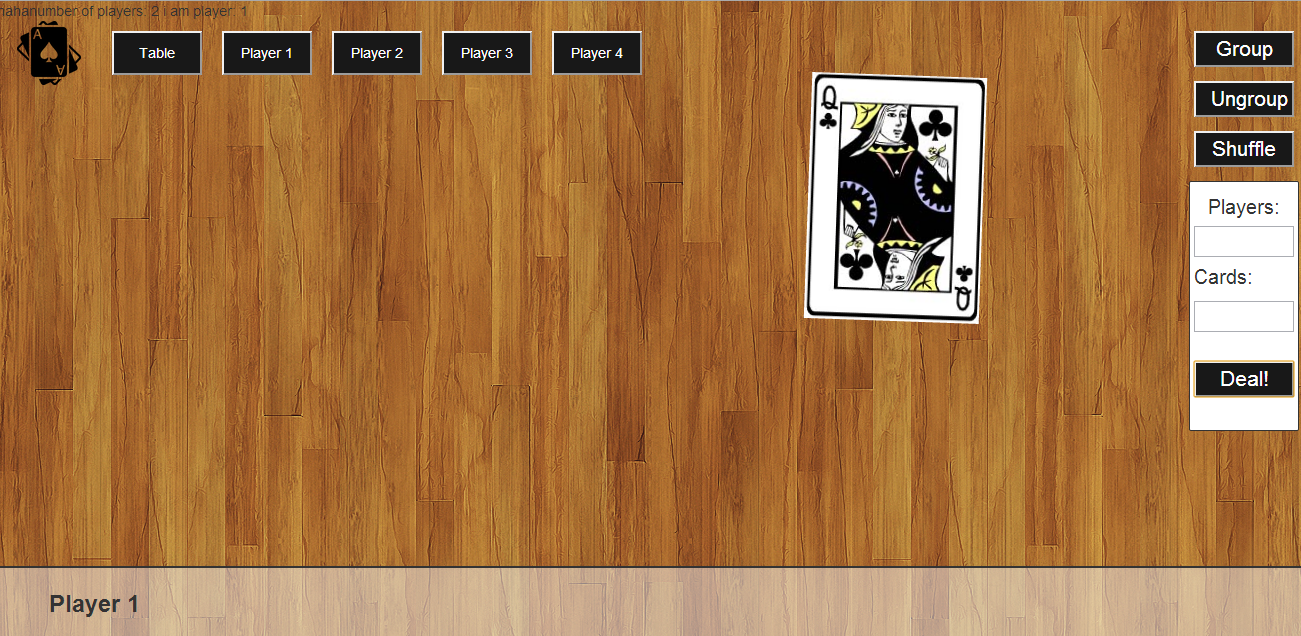 number of players: 2 i am player: 1
A
A
Table
Player 1
Player 2
Player 3
Player 4
Group
Ungroup
Shuffle
Q
Q
Players:
Cards:
Deal!
Player 1